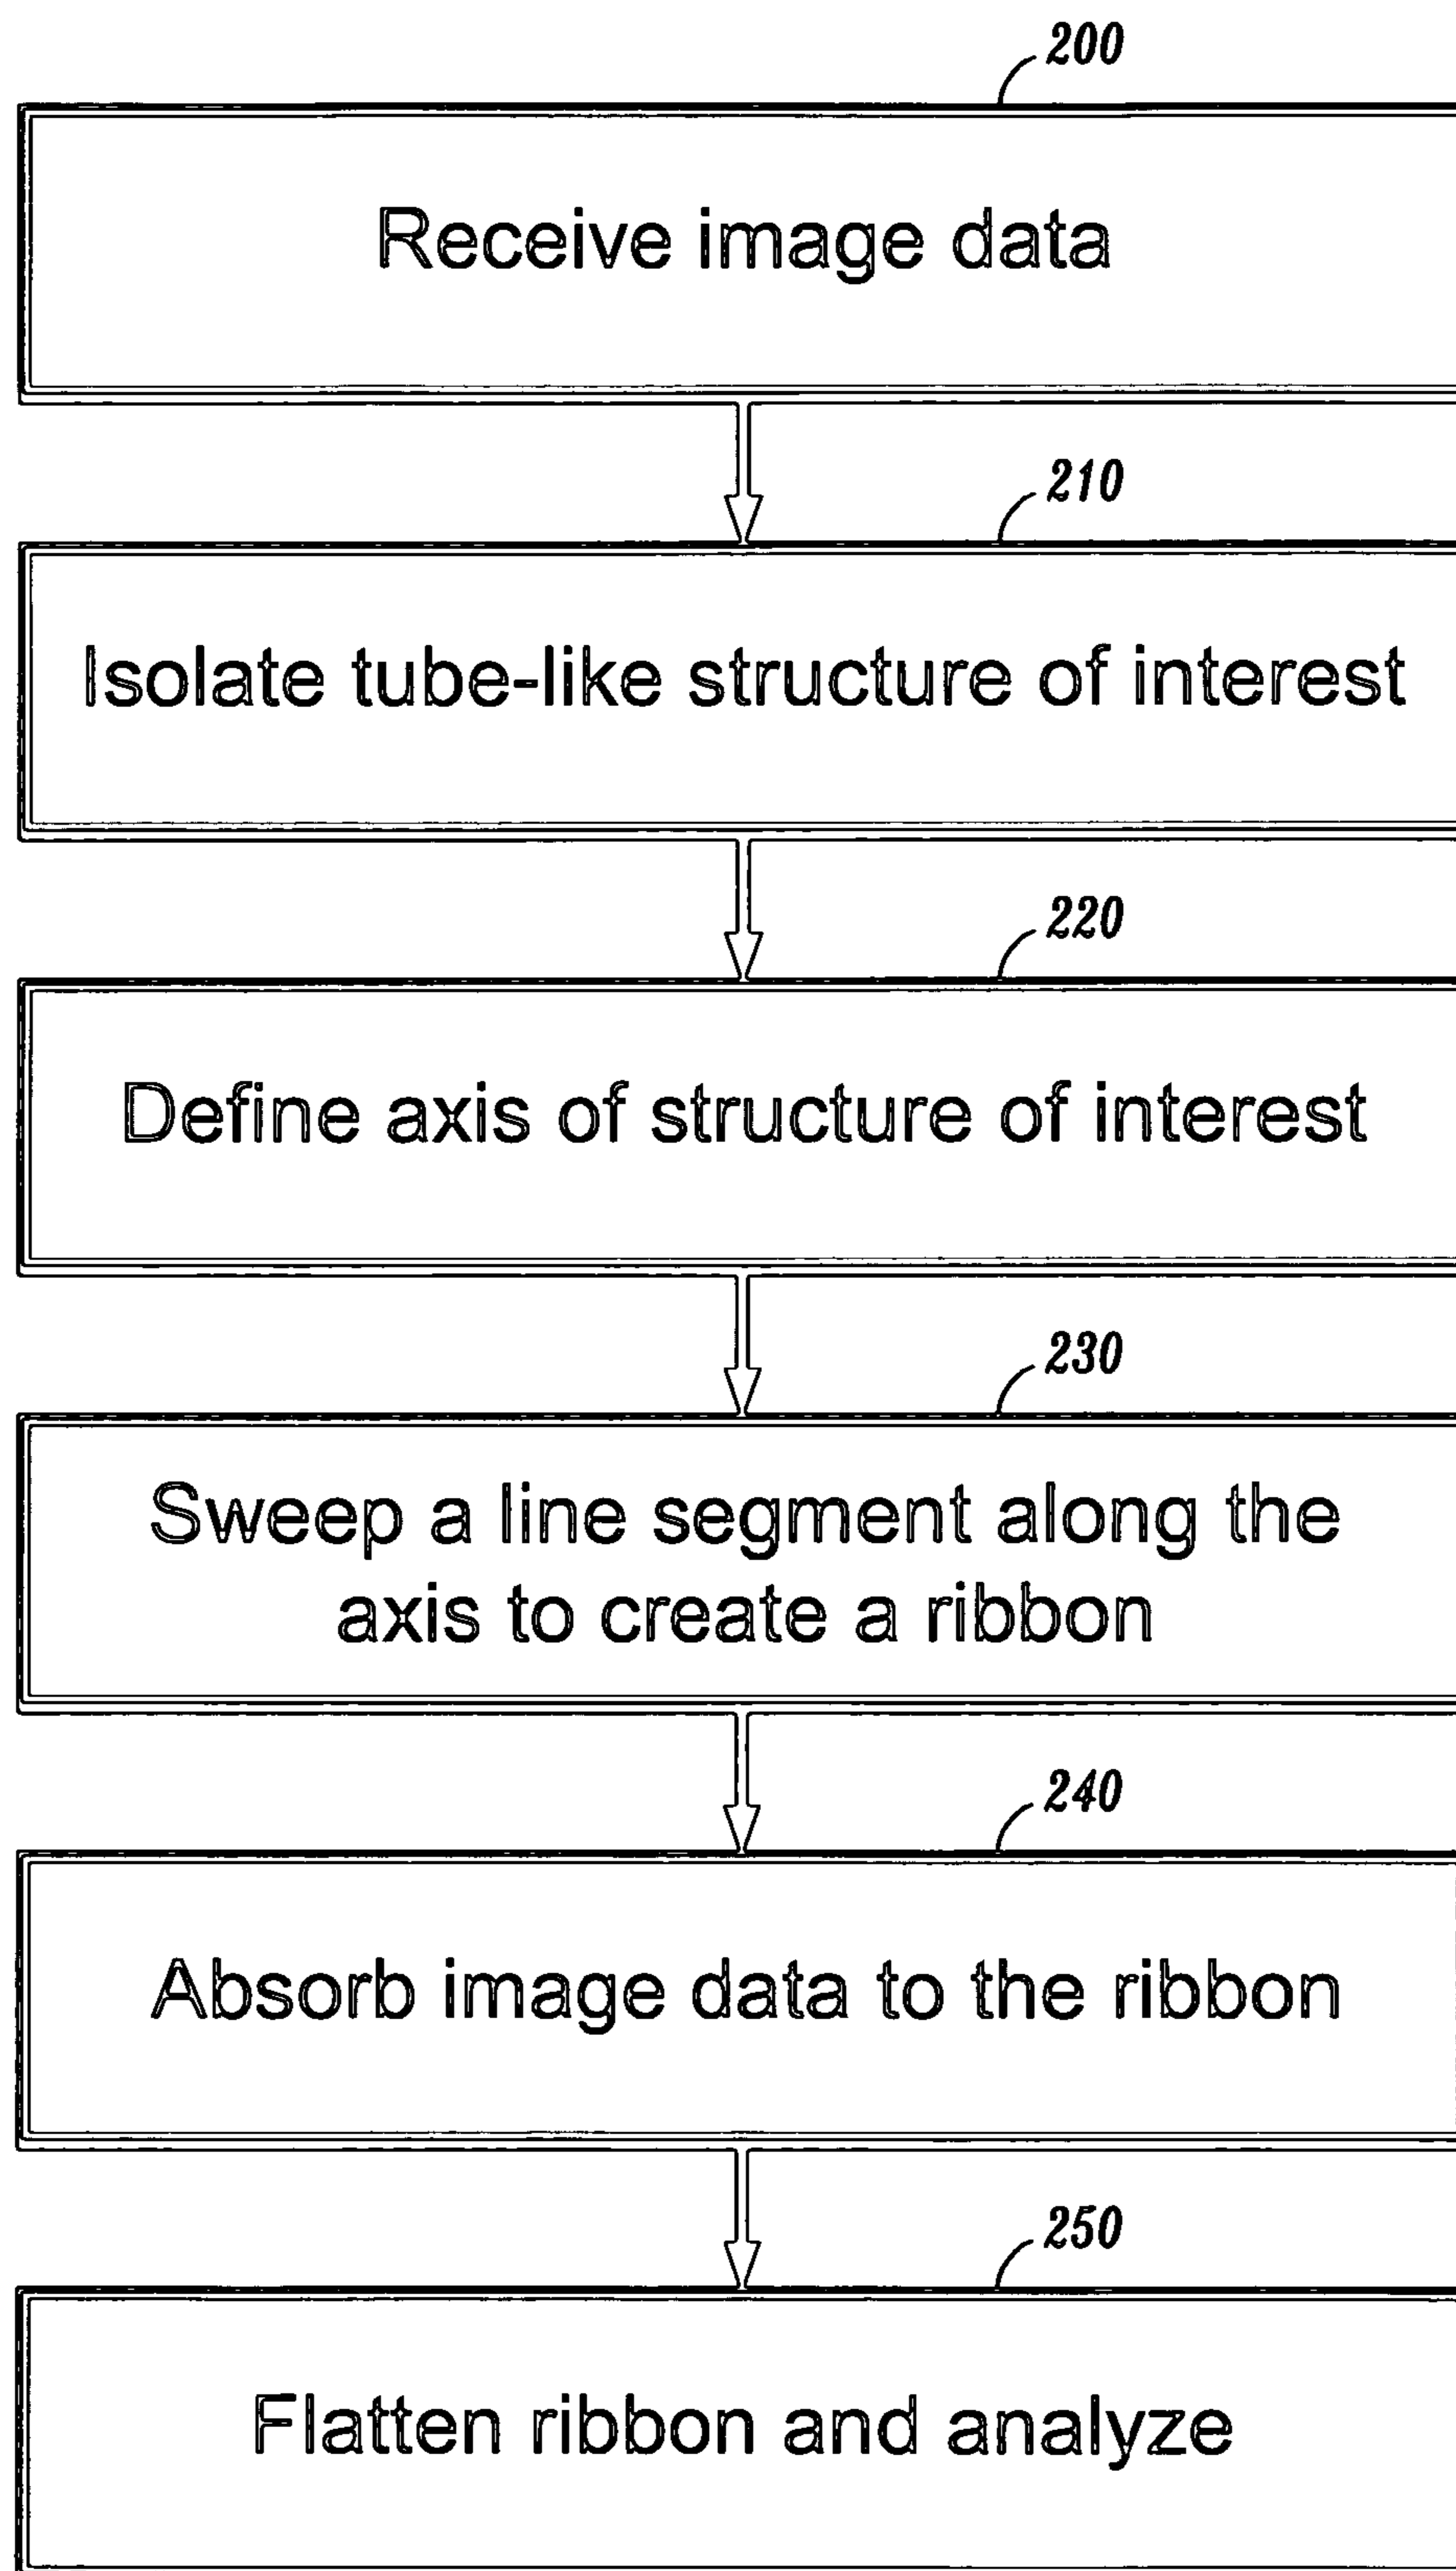 200
Receive image data
210
Isolate tube-like structure of interest
220
Define axis of structure of interest
230
Sweep a line segment along the
axis to create a ribbon
240
Absorb image data to the ribbon
250
Flatten ribbon and analyze